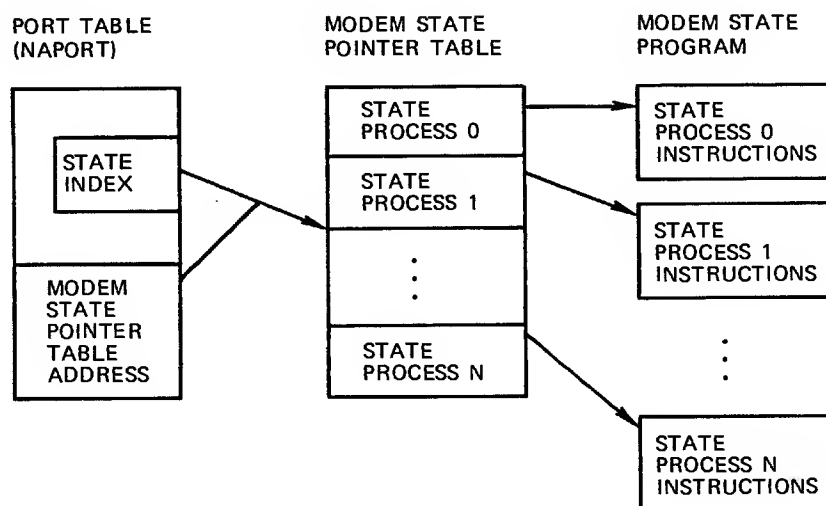 PORT TABLE
(NAPORT)
STATE
INDEX
MODEM
STATE
POINTER
TABLE
ADDRESS
MODEM STATE
POINTER TABLE
STATE
PROCESS 0
STATE
PROCESS 1
STATE
PROCESS N
MODEM STATE
PROGRAM
STATE
PROCESS 0
INSTRUCTIONS
STATE
PROCESS 1
INSTRUCTIONS
STATE
PROCESS N
INSTRUCTIONS